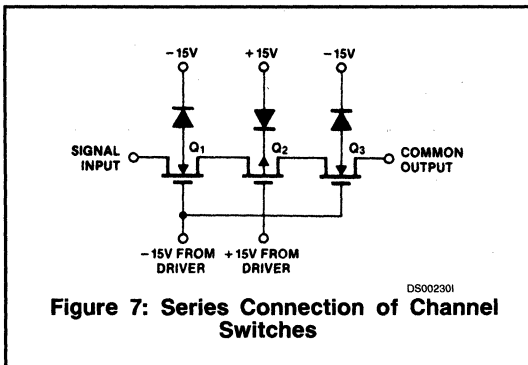 -15V +15V -15V
SIGNAL INPUT Q1 Q2 Q3 COMMON OUTPUT
-15V FROM DRIVER +15V FROM DRIVER
DS00230I
Figure 7: Series Connection of Channel
Switches